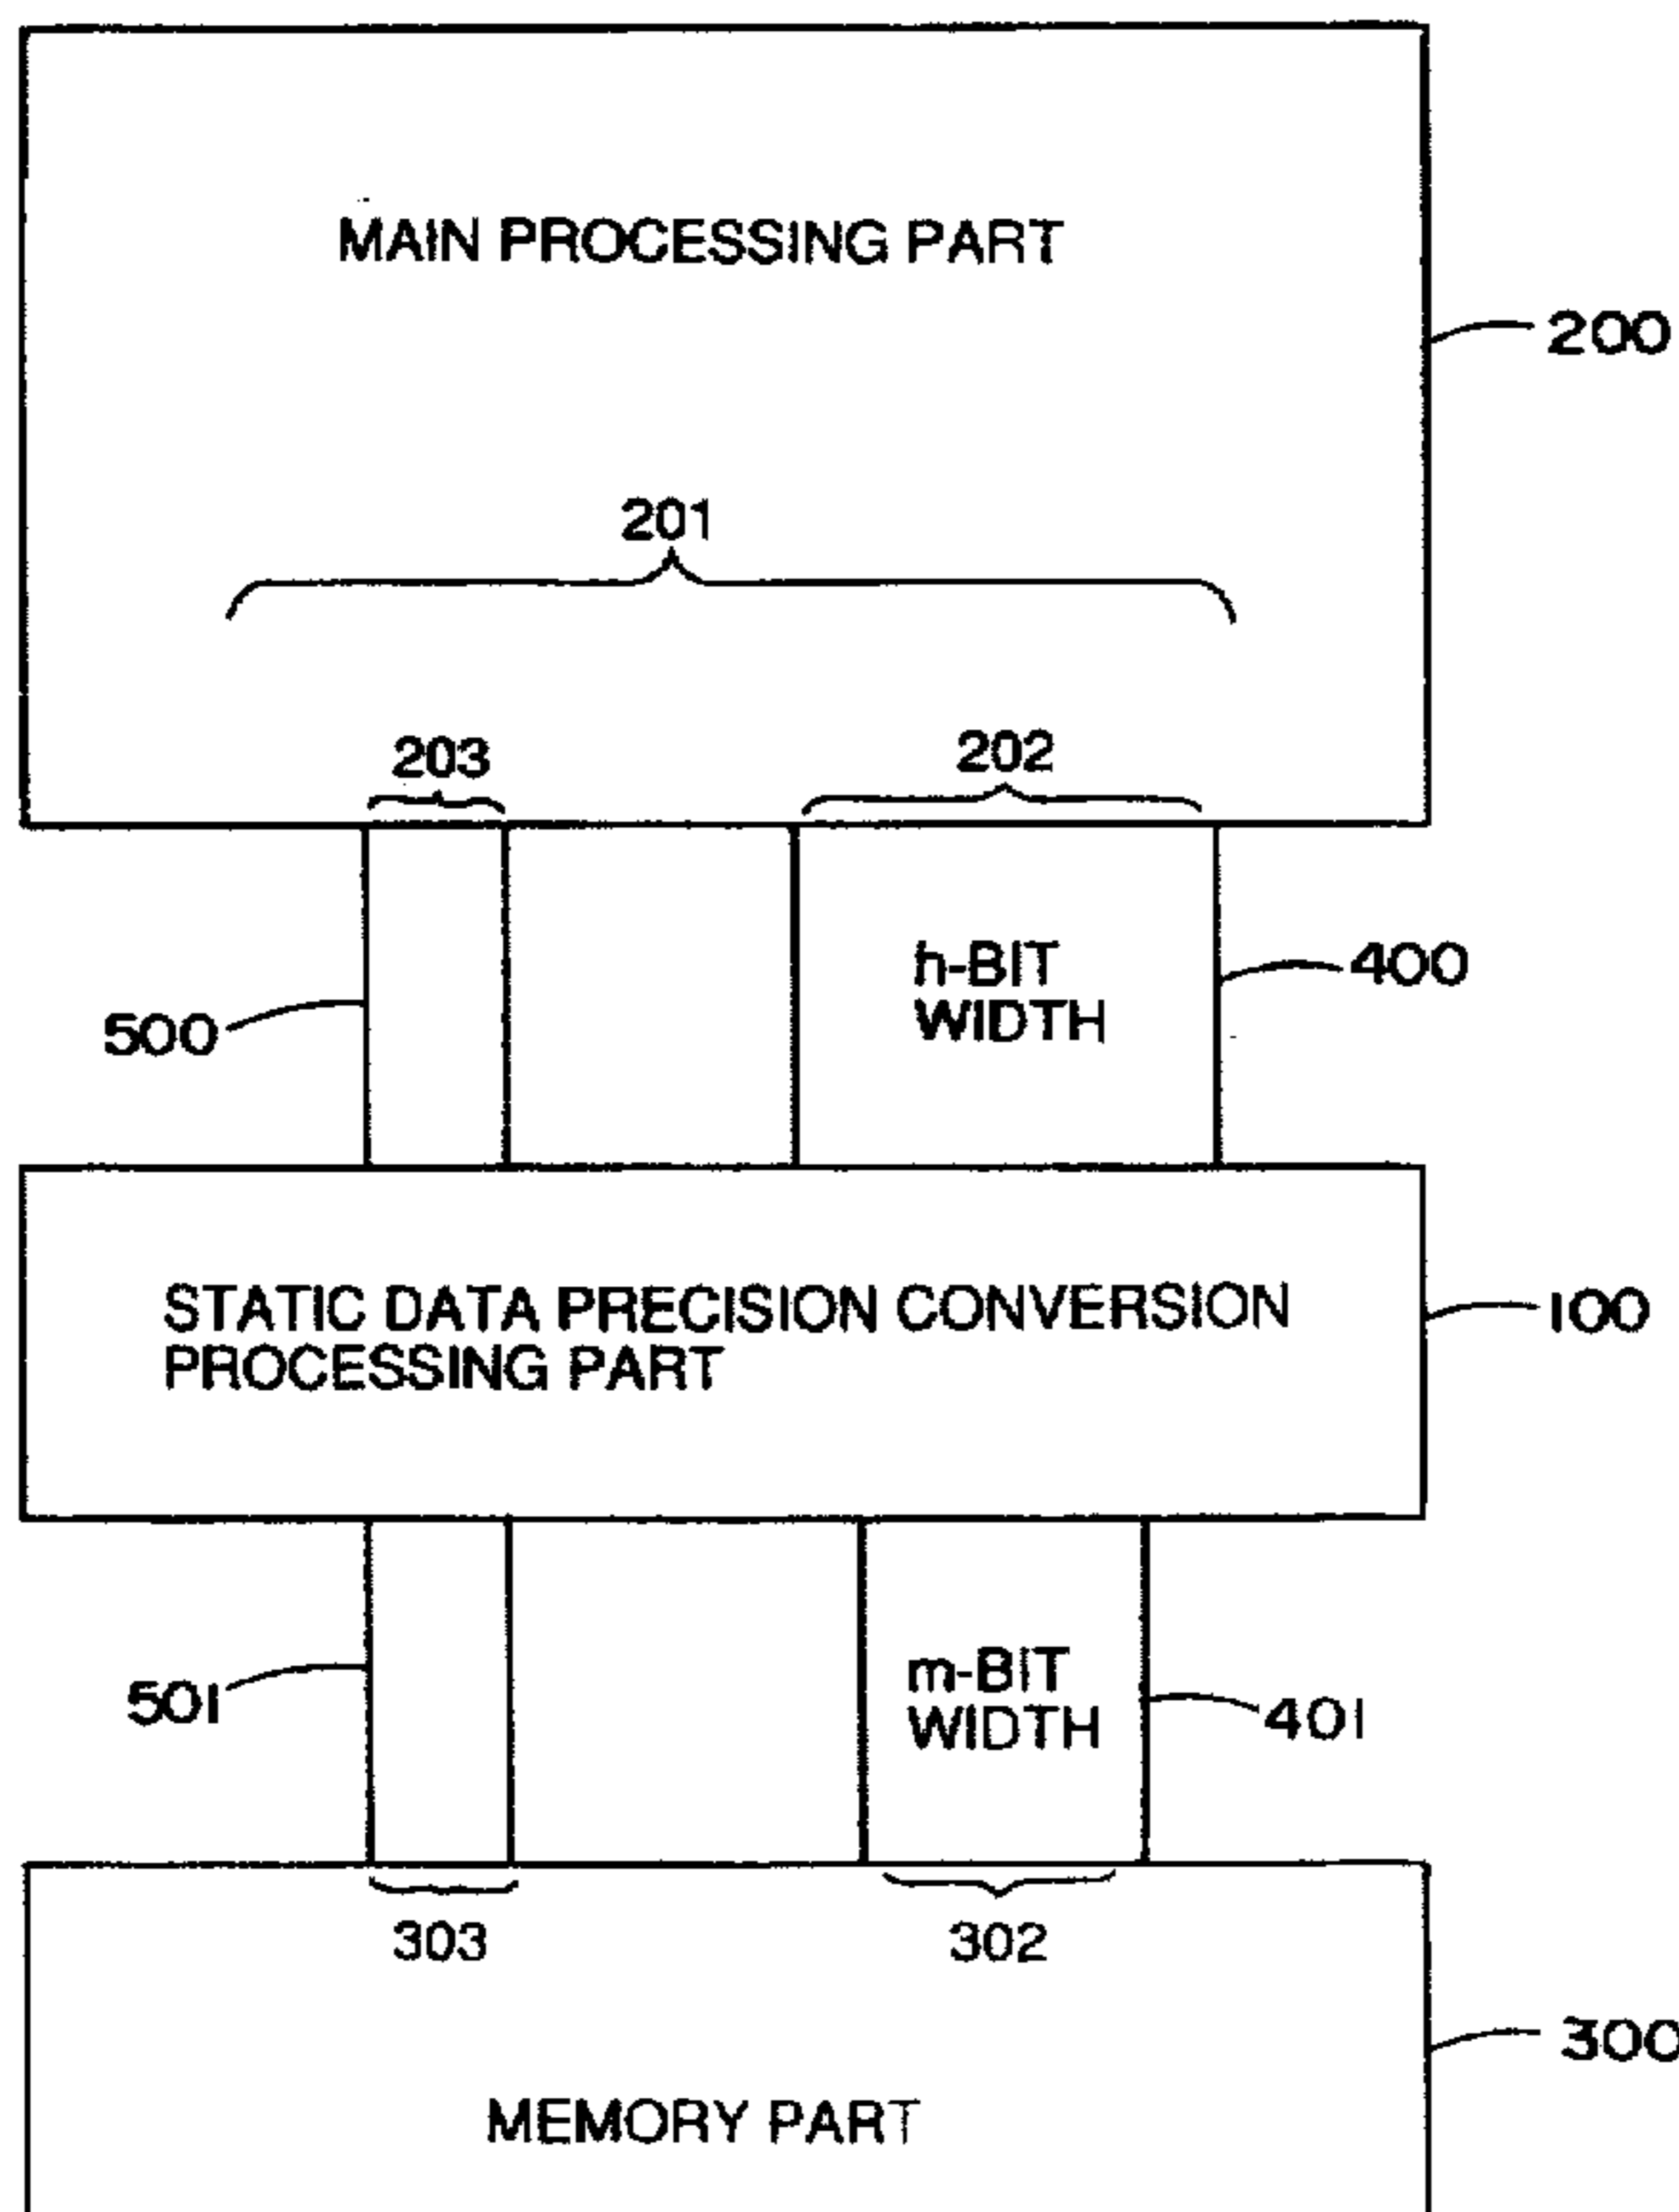 MAIN PROCESSING PART
200
201
203
202
h-BIT
WIDTH
400
500
STATIC DATA PRECISION CONVERSION
PROCESSING PART
100
m-BIT
WIDTH
501
401
303
302
300
MEMORY PART